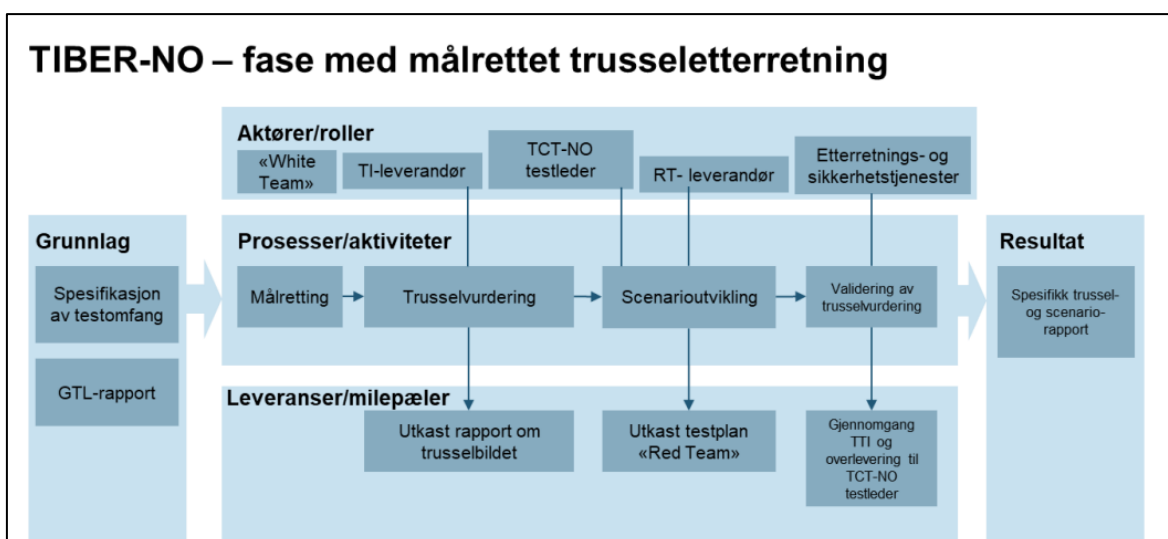 TIBER-NO – fase med målrettet trusseletterretning
Aktører/roller
«White
Team»
TI-leverandør
TCT-NO
testleder
RT- leverandør
Etterretnings- og
sikkerhetstjenester
Grunnlag
Spesifikasjon
av testomfang
GTL-rapport
Prosesser/aktiviteter
Målretting
Trusselvurdering
Scenarioutvikling
Validering av
trusselvurdering
Leveranser/milepæler
Utkast rapport om
trusselbildet
Utkast testplan
«Red Team»
Gjennomgang
TTI og
overlevering til
TCT-NO
testleder
Resultat
Spesifikk trussel-
og scenario-
rapport